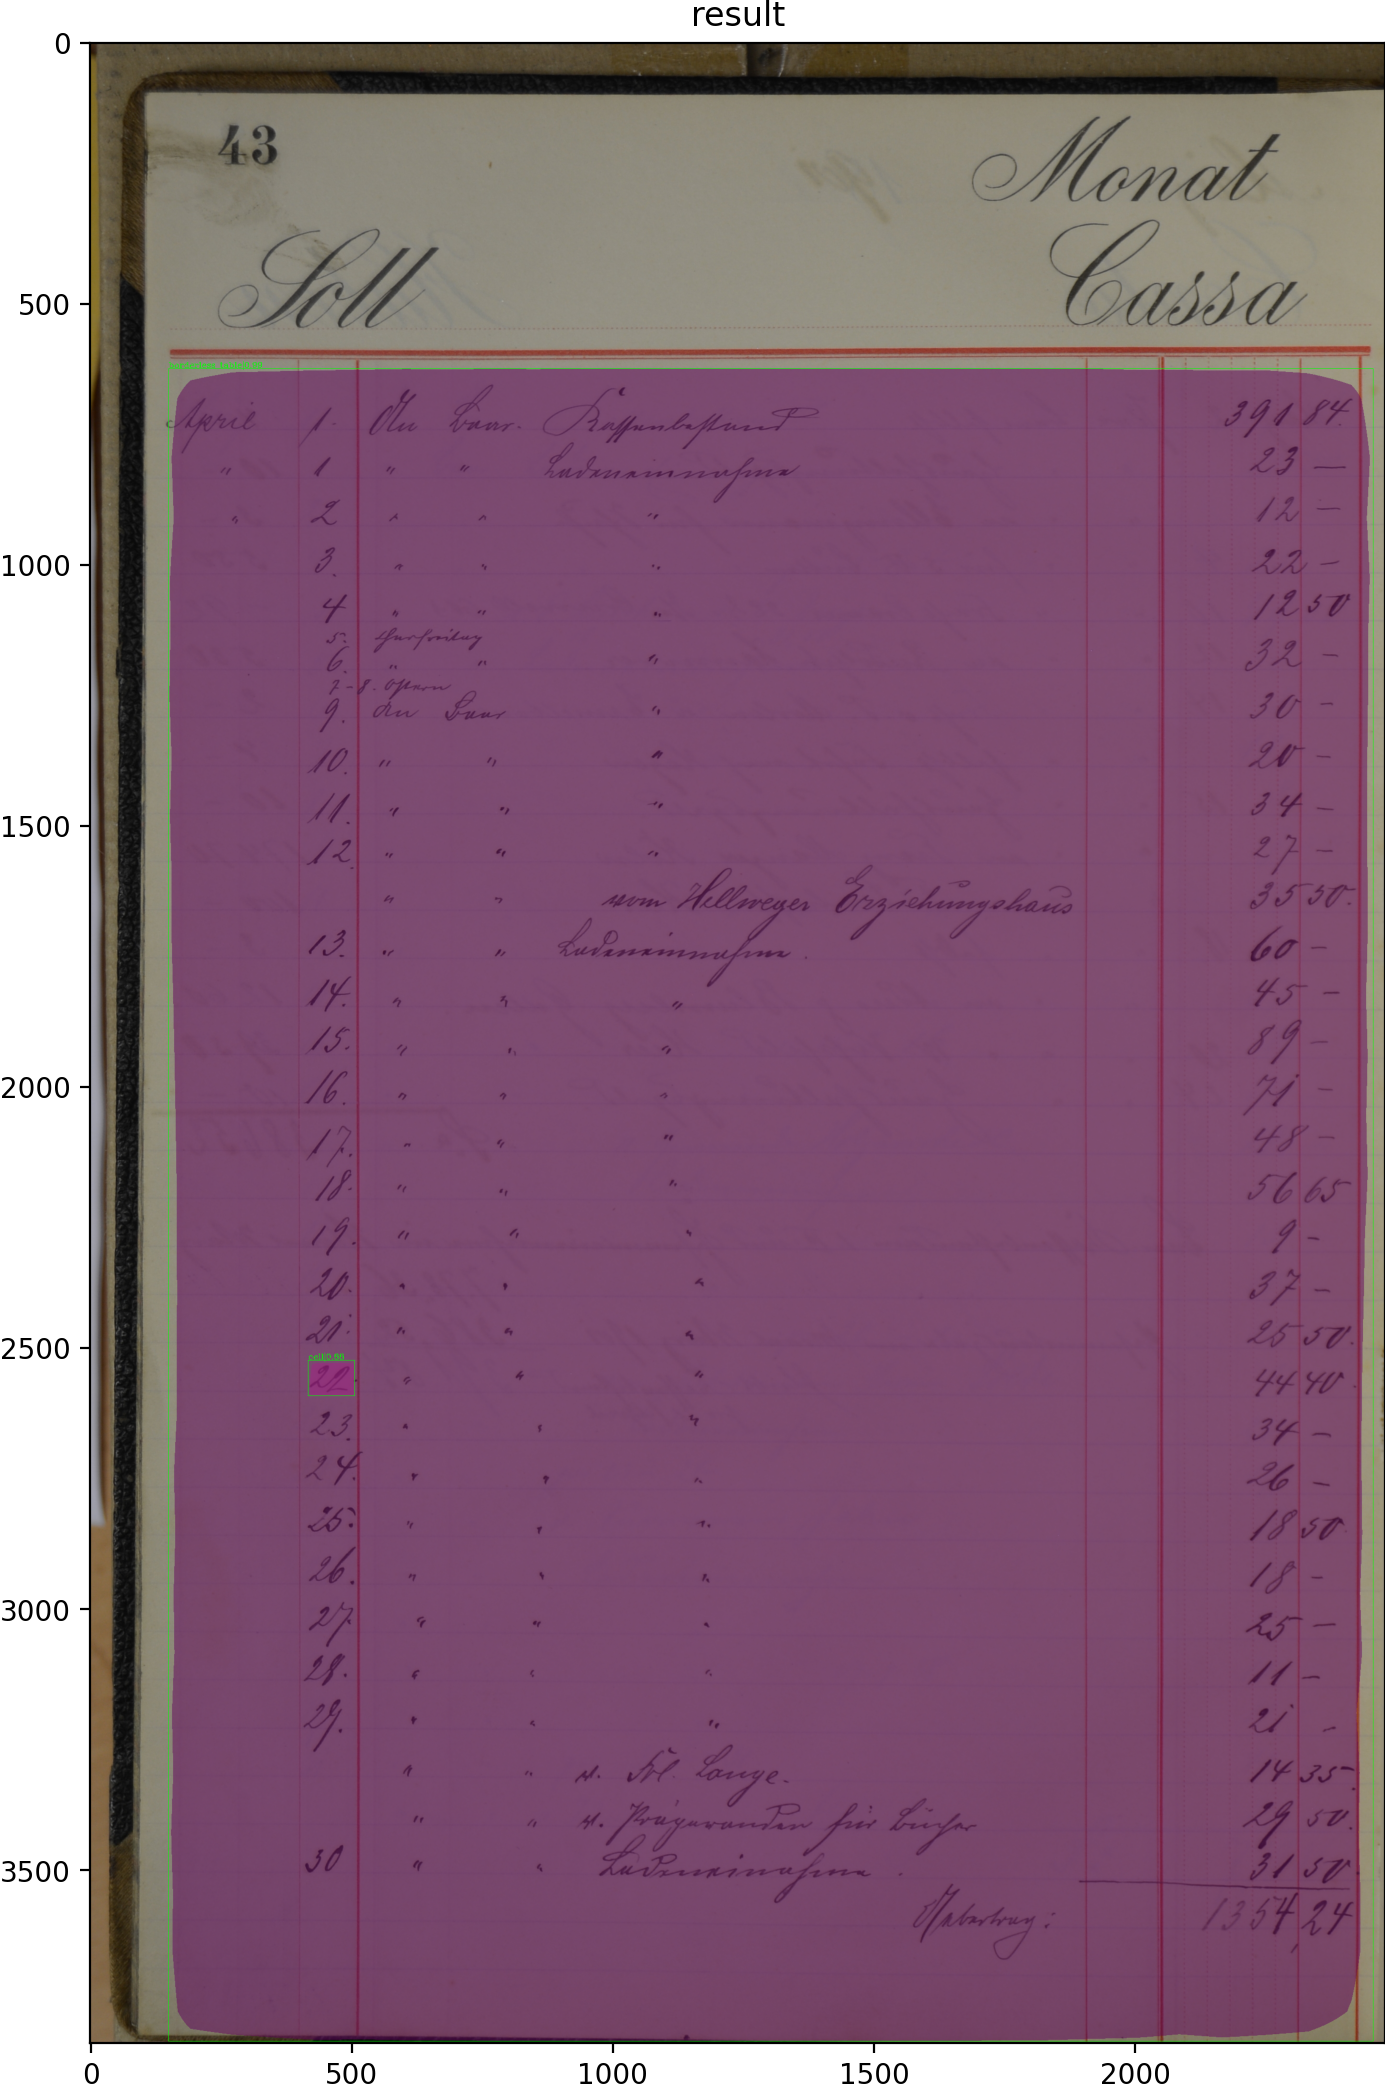 result
43
Monat
Soll Cassa
April 1. An Baar. Kassenbestand 391 84.
" 1 " " Ladeneinnahme 23 —
" 2 " " " 12 —
3. " " " 22 —
4 " " " 12 50
5. Charfreitag
6. " " " 32 —
7-8. Ostern
9. An Baar " 30 -
10. " " " 20 —
11. " " " 34 —
12. " " " 27 —
" " vom Hellweger Erziehungshaus 35 50.
13. " " Ladeneinnahme. 60 —
14. " " " 45 —
15. " " " 89 —
16. " " " 71 —
17. " " " 48 —
18. " " " 56 65
19. " " " 9 -
20. " " " 37 —
21. " " " 25 50.
22. " " " 44 40
23. " " " 34 —
24. " " " 26 —
25. " " " 18 50
26. " " " 18 -
27. " " " 25 —
28. " " " 11 —
29. " " " 21 -
" " v. Frl. Lange. 14 35.
" " v. Präparanden für Bücher 29 50.
30 " " Ladeneinahme. 31 50
Uebertrag: 1354,24
0
500
1000
1500
2000
2500
3000
3500
0 500 1000 1500 2000